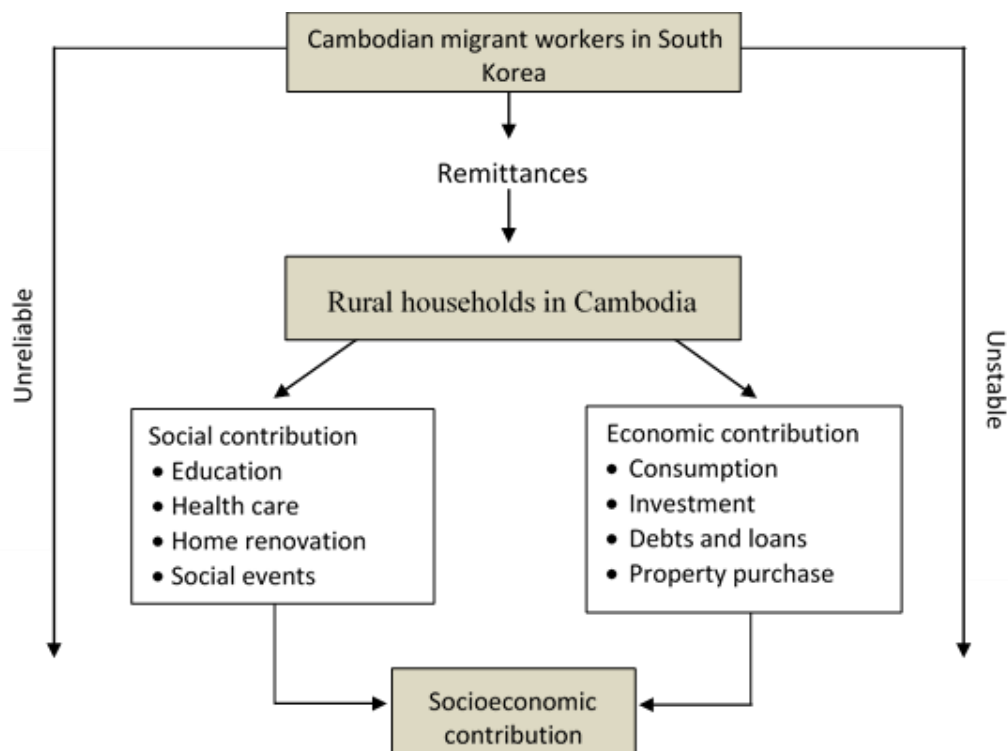 Cambodian migrant workers in South
Korea
Remittances
Rural households in Cambodia
Unreliable
Unstable
Social contribution
• Education
• Health care
• Home renovation
• Social events
Economic contribution
• Consumption
• Investment
• Debts and loans
• Property purchase
Socioeconomic
contribution